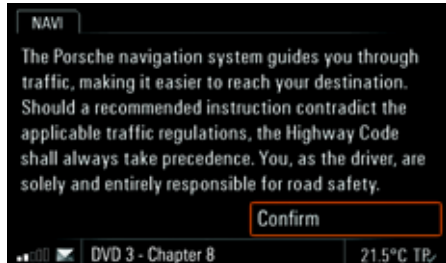 NAVI
The Porsche navigation system guides you through
traffic, making it easier to reach your destination.
Should a recommended instruction contradict the
applicable traffic regulations, the Highway Code
shall always take precedence. You, as the driver, are
solely and entirely responsible for road safety.
Confirm
DVD 3 - Chapter 8 21.5°C TP